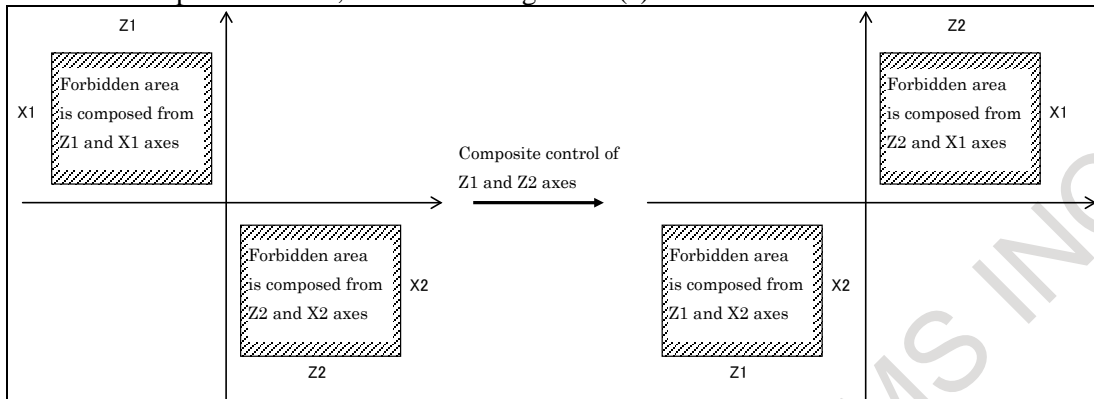 Z1
Forbidden area
X1
is composed from
Z1 and X1 axes
Forbidden area
is composed from
X2
Z2 and X2 axes
Z2
Composite control of
Z1 and Z2 axes
Z2
Forbidden area
is composed from
X1
Z2 and X1 axes
Forbidden area
is composed from
X2
Z1 and X2 axes
Z1